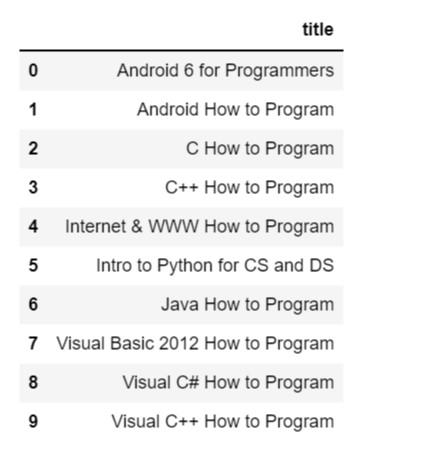 title
0 Android 6 for Programmers
1 Android How to Program
2 C How to Program
3 C++ How to Program
4 Internet & WWW How to Program
5 Intro to Python for CS and DS
6 Java How to Program
7 Visual Basic 2012 How to Program
8 Visual C# How to Program
9 Visual C++ How to Program